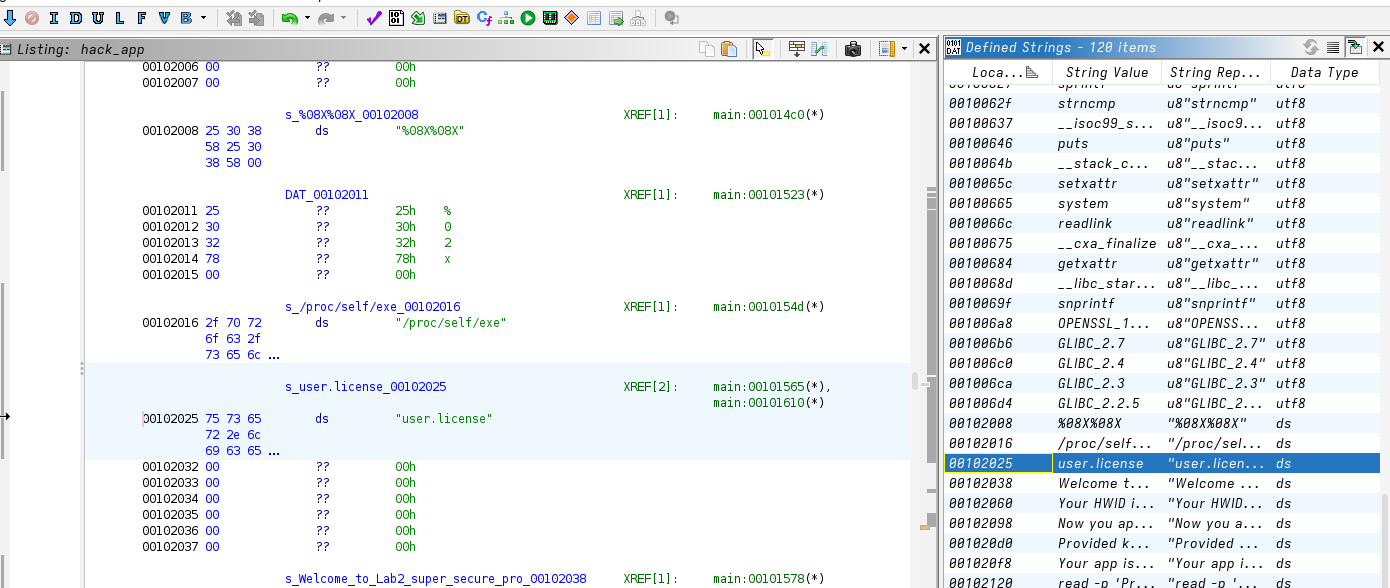 I D U L F V B
Listing: hack_app
00102006 00 ?? 00h
00102007 00 ?? 00h
s_%08X%08X_00102008 XREF[1]: main:001014c0(*)
00102008 25 30 38 ds "%08X%08X"
58 25 30
38 58 00
DAT_00102011 XREF[1]: main:00101523(*)
00102011 25 ?? 25h %
00102012 30 ?? 30h 0
00102013 32 ?? 32h 2
00102014 78 ?? 78h x
00102015 00 ?? 00h
s_/proc/self/exe_00102016 XREF[1]: main:0010154d(*)
00102016 2f 70 72 ds "/proc/self/exe"
6f 63 2f
73 65 6c ...
s_user.license_00102025 XREF[2]: main:00101565(*),
main:00101610(*)
00102025 75 73 65 ds "user.license"
72 2e 6c
69 63 65 ...
00102032 00 ?? 00h
00102033 00 ?? 00h
00102034 00 ?? 00h
00102035 00 ?? 00h
00102036 00 ?? 00h
00102037 00 ?? 00h
s_Welcome_to_Lab2_super_secure_pro_00102038 XREF[1]: main:00101578(*)
Defined Strings - 120 items
Loca... String Value String Rep... Data Type
0010062f strncmp u8"strncmp" utf8
00100637 __isoc99_s... u8"__isoc9... utf8
00100646 puts u8"puts" utf8
0010064b __stack_c... u8"__stac... utf8
0010065c setxattr u8"setxattr" utf8
00100665 system u8"system" utf8
0010066c readlink u8"readlink" utf8
00100675 __cxa_finalize u8"__cxa_... utf8
00100684 getxattr u8"getxattr" utf8
0010068d __libc_star... u8"__libc_... utf8
0010069f snprintf u8"snprintf" utf8
001006a8 OPENSSL_1... u8"OPENSS... utf8
001006b6 GLIBC_2.7 u8"GLIBC_2.7" utf8
001006c0 GLIBC_2.4 u8"GLIBC_2.4" utf8
001006ca GLIBC_2.3 u8"GLIBC_2.3" utf8
001006d4 GLIBC_2.2.5 u8"GLIBC_2... utf8
00102008 %08X%08X "%08X%08X" ds
00102016 /proc/self... "/proc/sel... ds
00102025 user.license "user.licen... ds
00102038 Welcome t... "Welcome ... ds
00102060 Your HWID i... "Your HWID... ds
00102098 Now you ap... "Now you a... ds
001020d0 Provided k... "Provided ... ds
001020f8 Your app is... "Your app i... ds
00102120 read -p 'Pr... "read -p '... ds